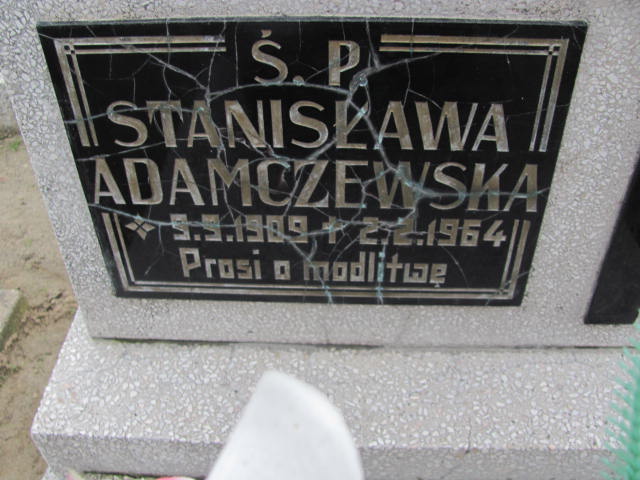 Ś. P.
STANISŁAWA
ADAMCZEWSKA
9.9.1909 + 2.2.1964
Prosi o modlitwę